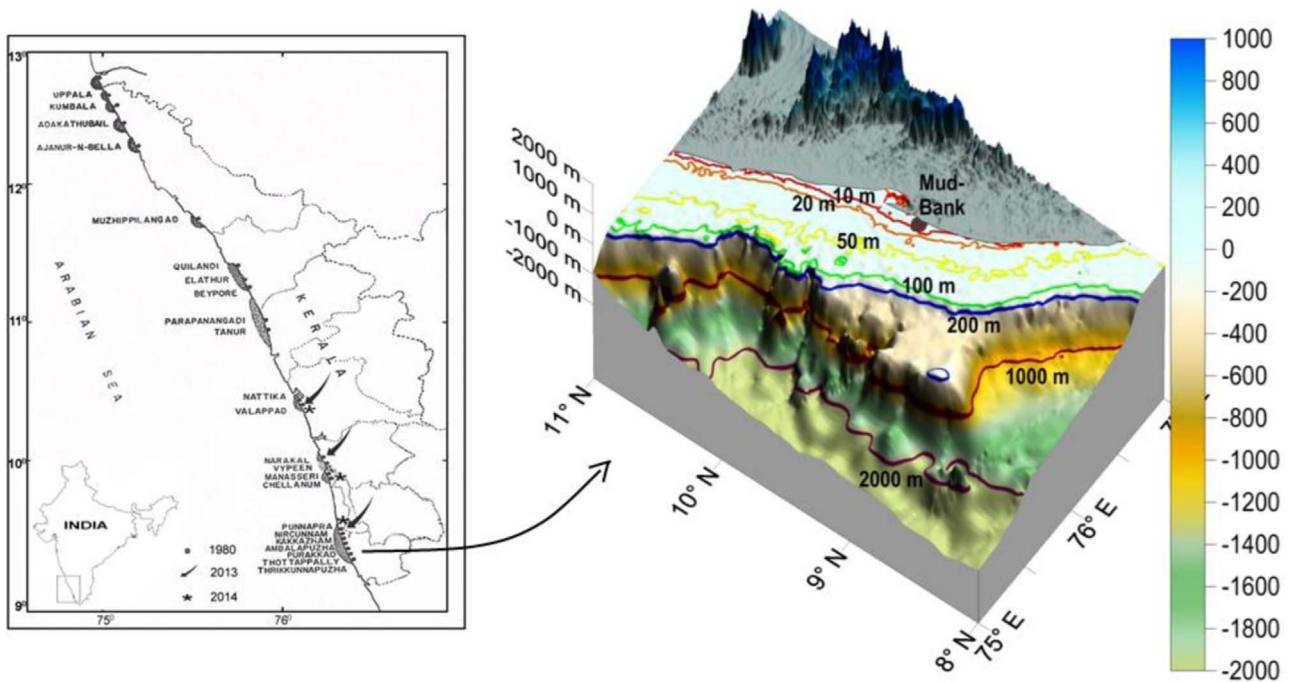 13°
UPPALA
KUMBALA
ADAKATHUBAIL
AJANUR-N-BELLA
12°
MUZHIPPILANGAD
QUILANDI
ELATHUR
BEYPORE
PARAPANANGADI
TANUR
11°
ARABIAN SEA
KERALA
NATTIKA
VALAPPAD
10°
NARAKAL
VYPEEN
MANASSERI
CHELLANUM
PUNNAPRA
NIRCUNNAM
KAKKAZHAM
AMBALAPUZHA
PURAKKAD
THOTTAPPALLY
THRIKKUNNAPUZHA
INDIA
1980
2013
2014
9°
75°
76°
2000 m
1000 m
0 m
-1000 m
-2000 m
Mud-
Bank
10 m
20 m
50 m
100 m
200 m
1000 m
2000 m
11° N
10° N
9° N
8° N
75° E
76° E
1000
800
600
400
200
0
-200
-400
-600
-800
-1000
-1200
-1400
-1600
-1800
-2000